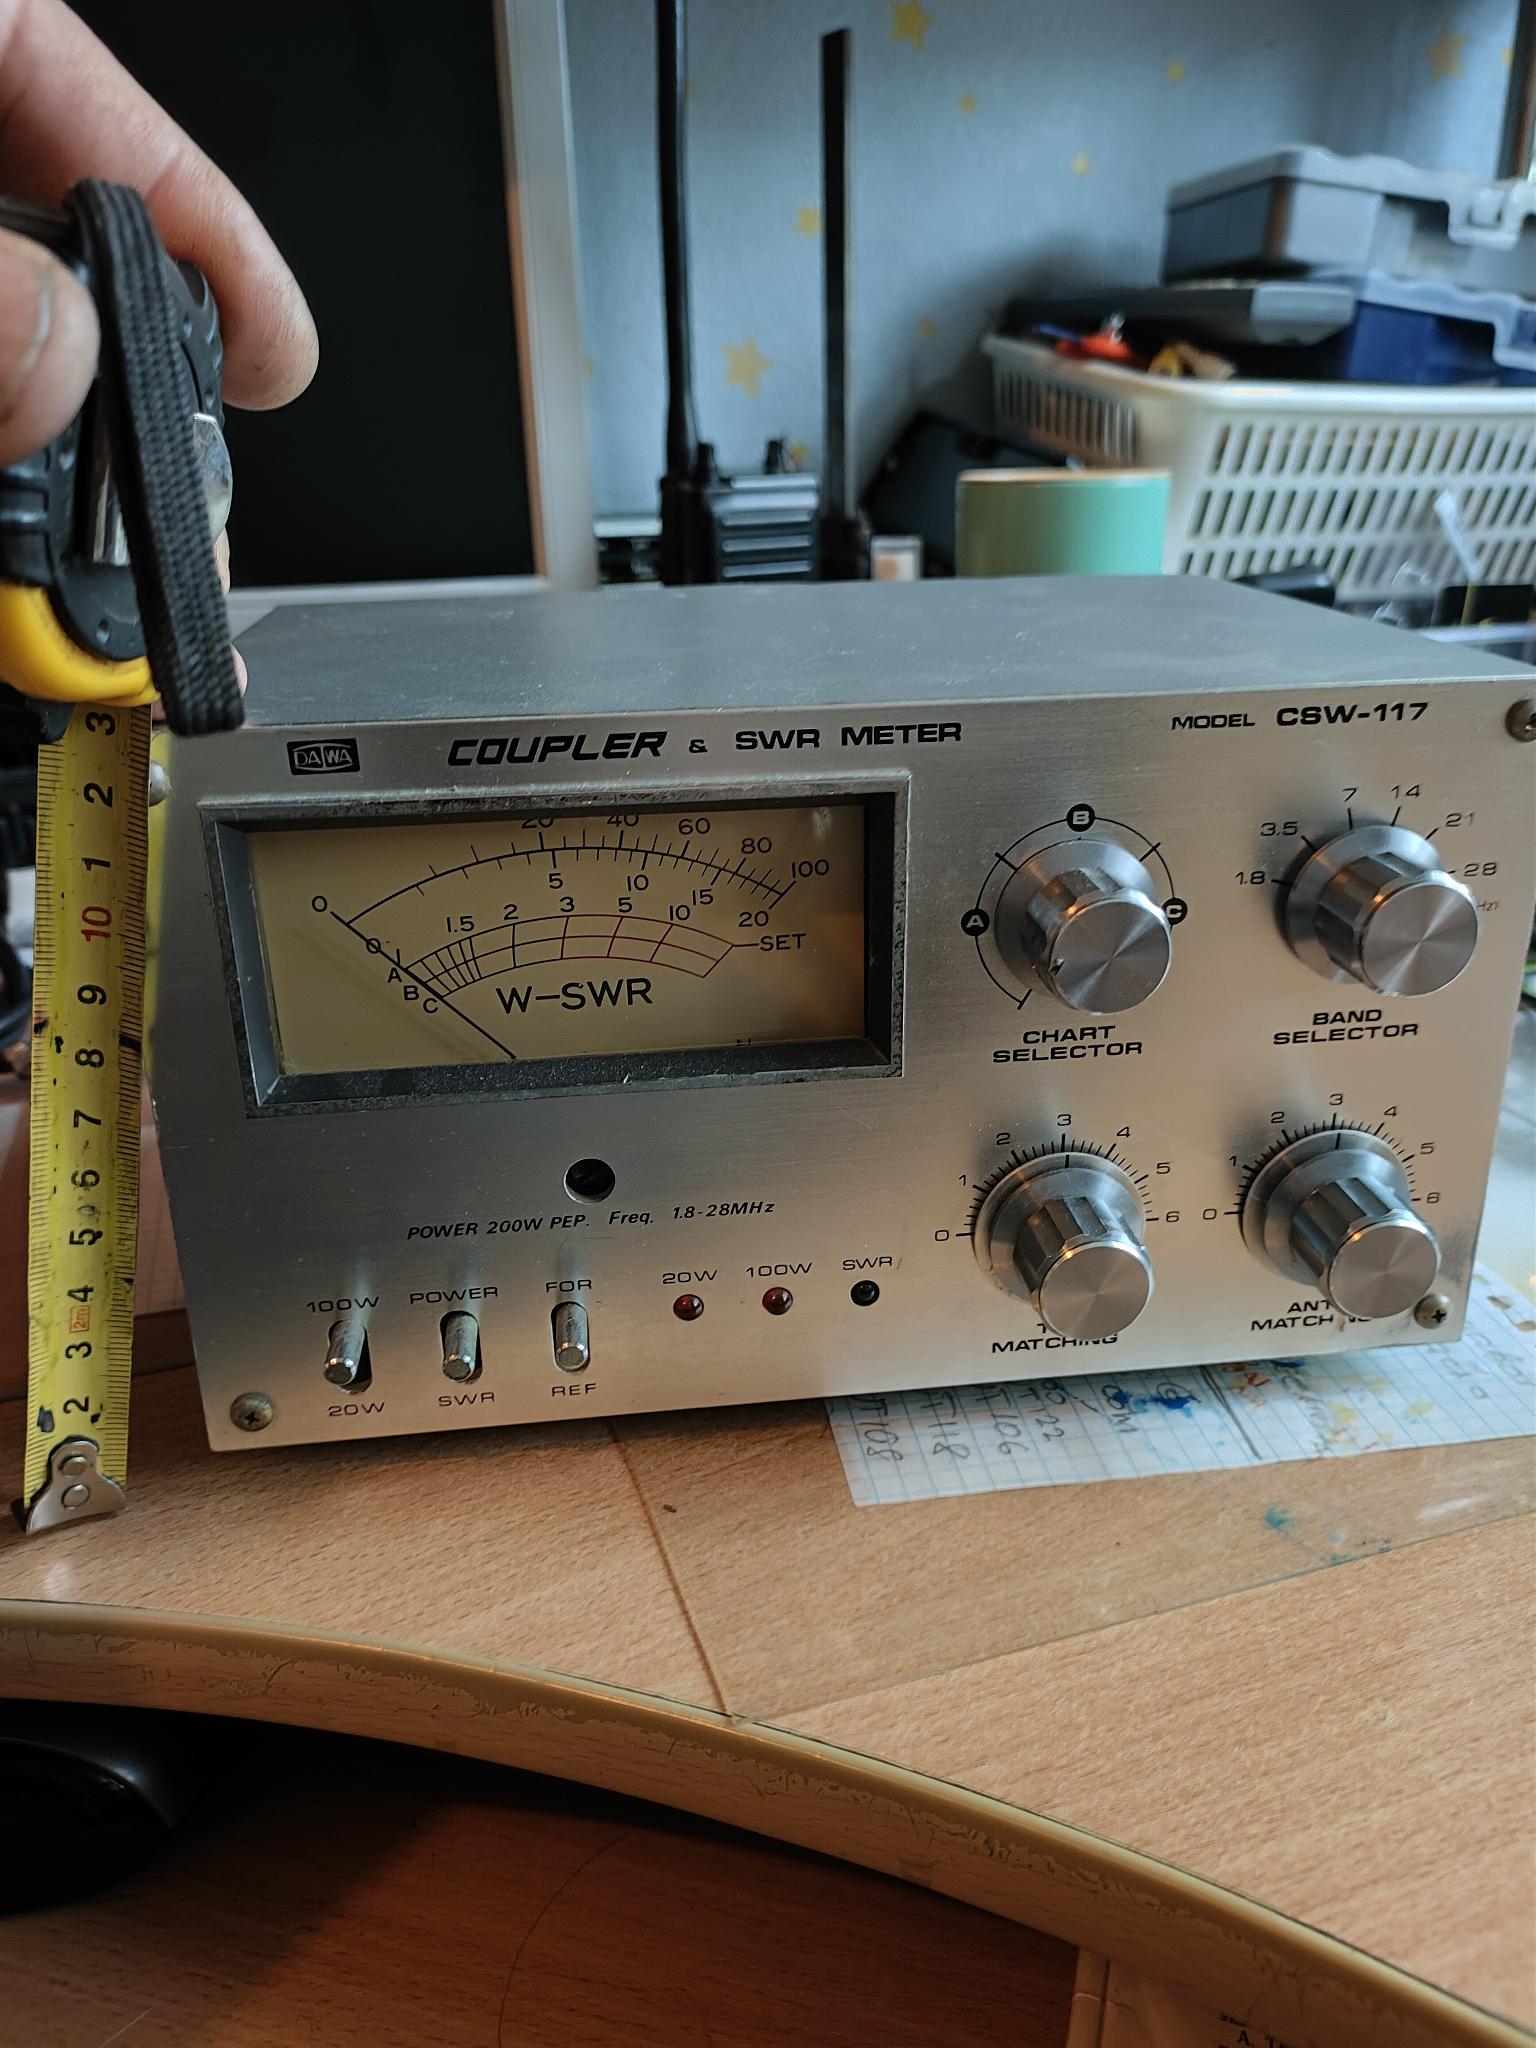 DAIWA
COUPLER & SWR METER
MODEL CSW-117
20 40 60 80 100
0 5 10 15 20
1 1.5 2 3 5 10 SET
A
B
C
W-SWR
A B C
CHART
SELECTOR
1.8 3.5 7 14 21 28
BAND
SELECTOR
POWER 200W PEP. Freq. 1.8-28MHz
100W POWER FOR
20W SWR REF
20W 100W SWR
0 1 2 3 4 5 6
MATCHING
0 1 2 3 4 5 6
ANT
MATCHING
3
2
1
10
9
8
7
6
5
4
2m
3
2